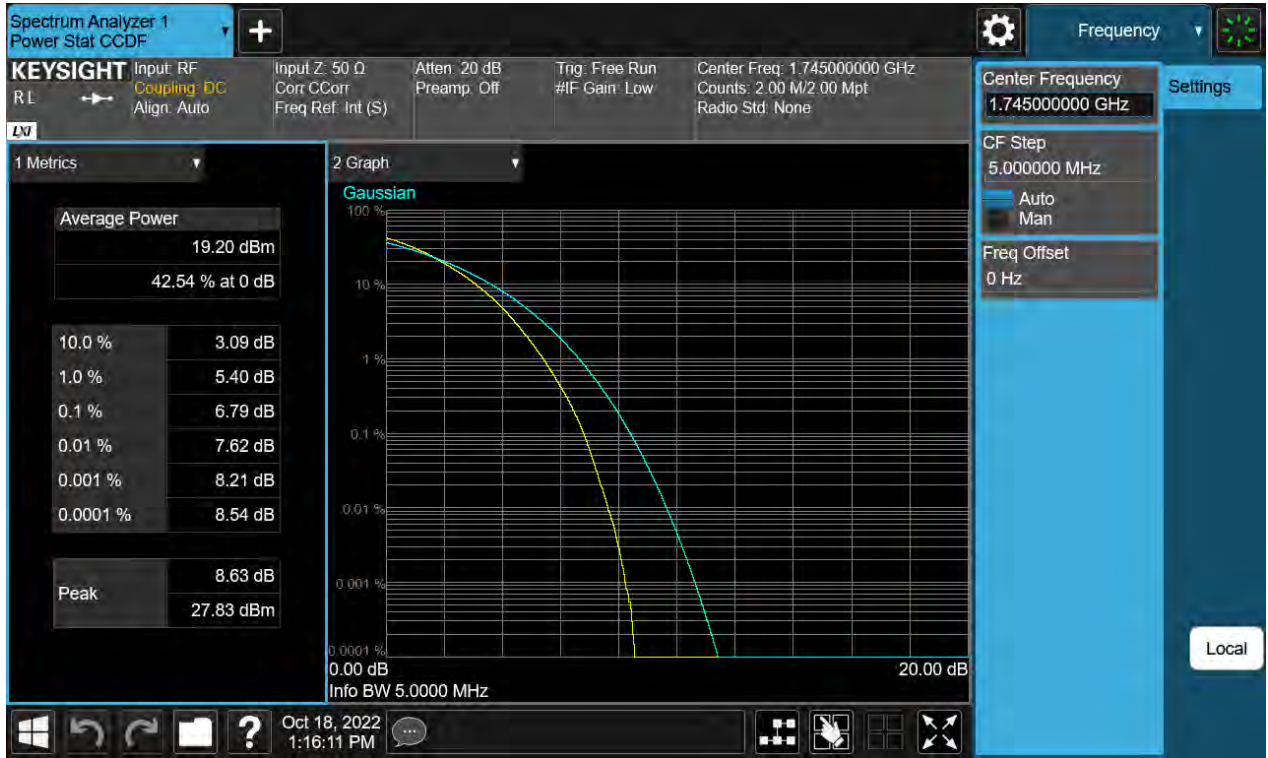 Spectrum Analyzer 1
Power Stat CCDF
Frequency
KEYSIGHT
RL
LXI
Input: RF
Coupling: DC
Align: Auto
Input Z: 50 Ω
Corr CCorr
Freq Ref: Int (S)
Atten: 20 dB
Preamp: Off
Trig: Free Run
#IF Gain: Low
Center Freq: 1.745000000 GHz
Counts: 2.00 M/2.00 Mpt
Radio Std: None
Center Frequency
1.745000000 GHz
Settings
CF Step
5.000000 MHz
Auto
Man
Freq Offset
0 Hz
1 Metrics
Average Power
19.20 dBm
42.54 % at 0 dB
10.0 % 3.09 dB
1.0 % 5.40 dB
0.1 % 6.79 dB
0.01 % 7.62 dB
0.001 % 8.21 dB
0.0001 % 8.54 dB
Peak
8.63 dB
27.83 dBm
2 Graph
Gaussian
100 %
10 %
1 %
0.1 %
0.01 %
0.001 %
0.0001 %
0.00 dB 20.00 dB
Info BW 5.0000 MHz
Local
?
Oct 18, 2022
1:16:11 PM